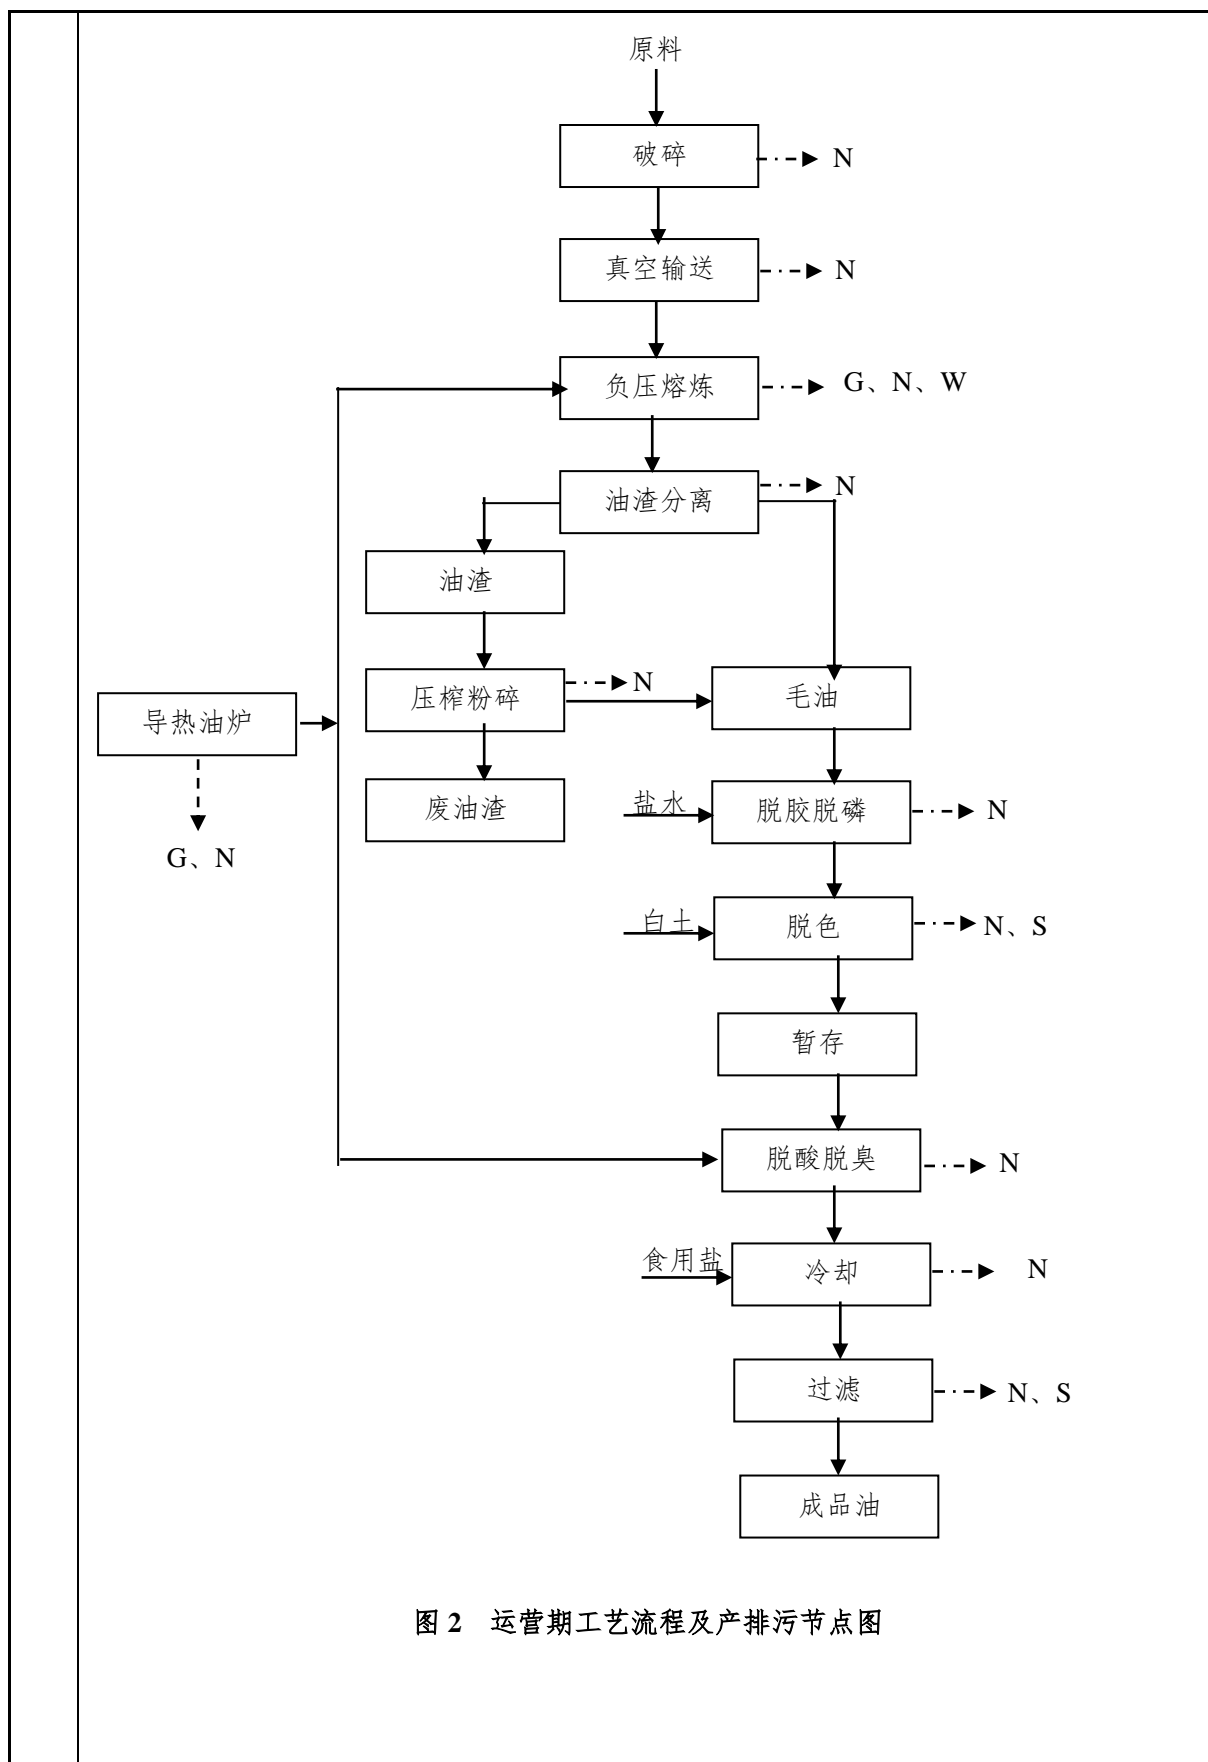 原料
破碎
N
真空输送
N
负压熔炼
G、N、W
油渣分离
N
油渣
压榨粉碎
N
毛油
导热油炉
G、N
废油渣
盐水
脱胶脱磷
N
白土
脱色
N、S
暂存
脱酸脱臭
N
食用盐
冷却
N
过滤
N、S
成品油
图 2 运营期工艺流程及产排污节点图